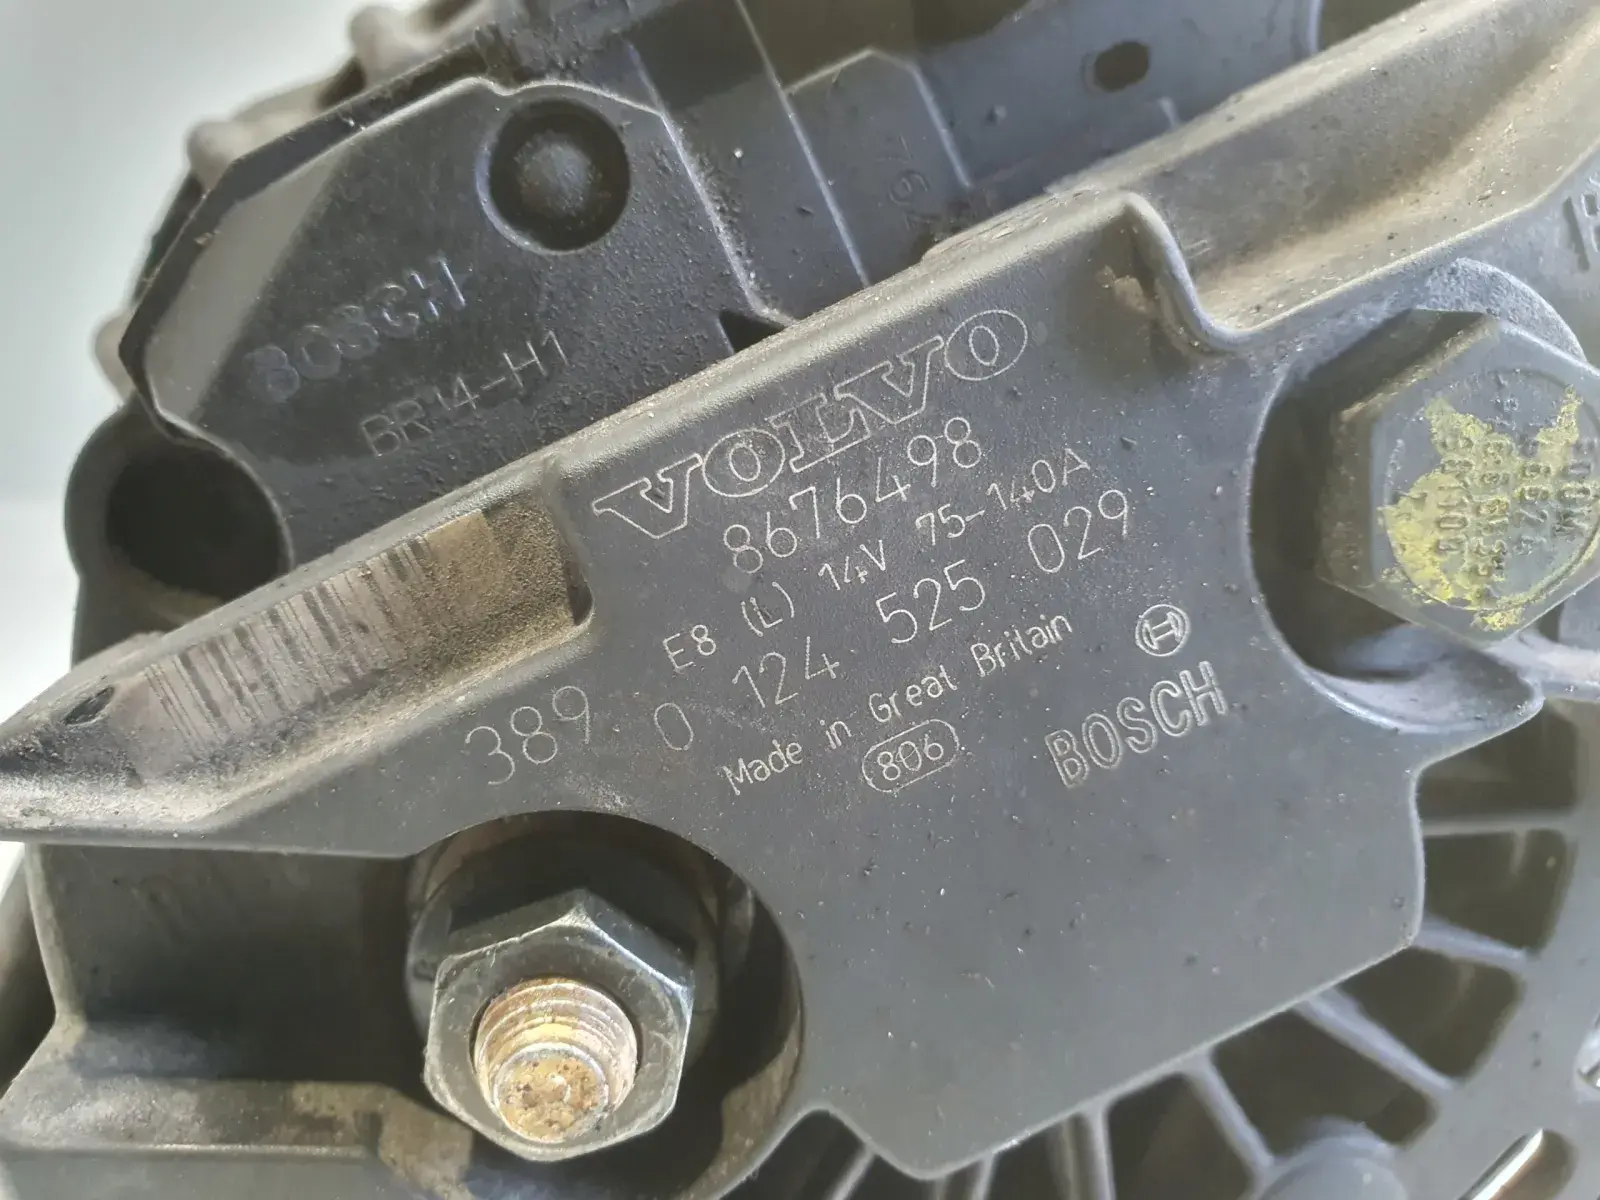 BOSCH
BR14-H1
VOLVO
8676498
E8 (L) 14V 75-140A
389 0 124 525 029
Made in Great Britain
806
BOSCH